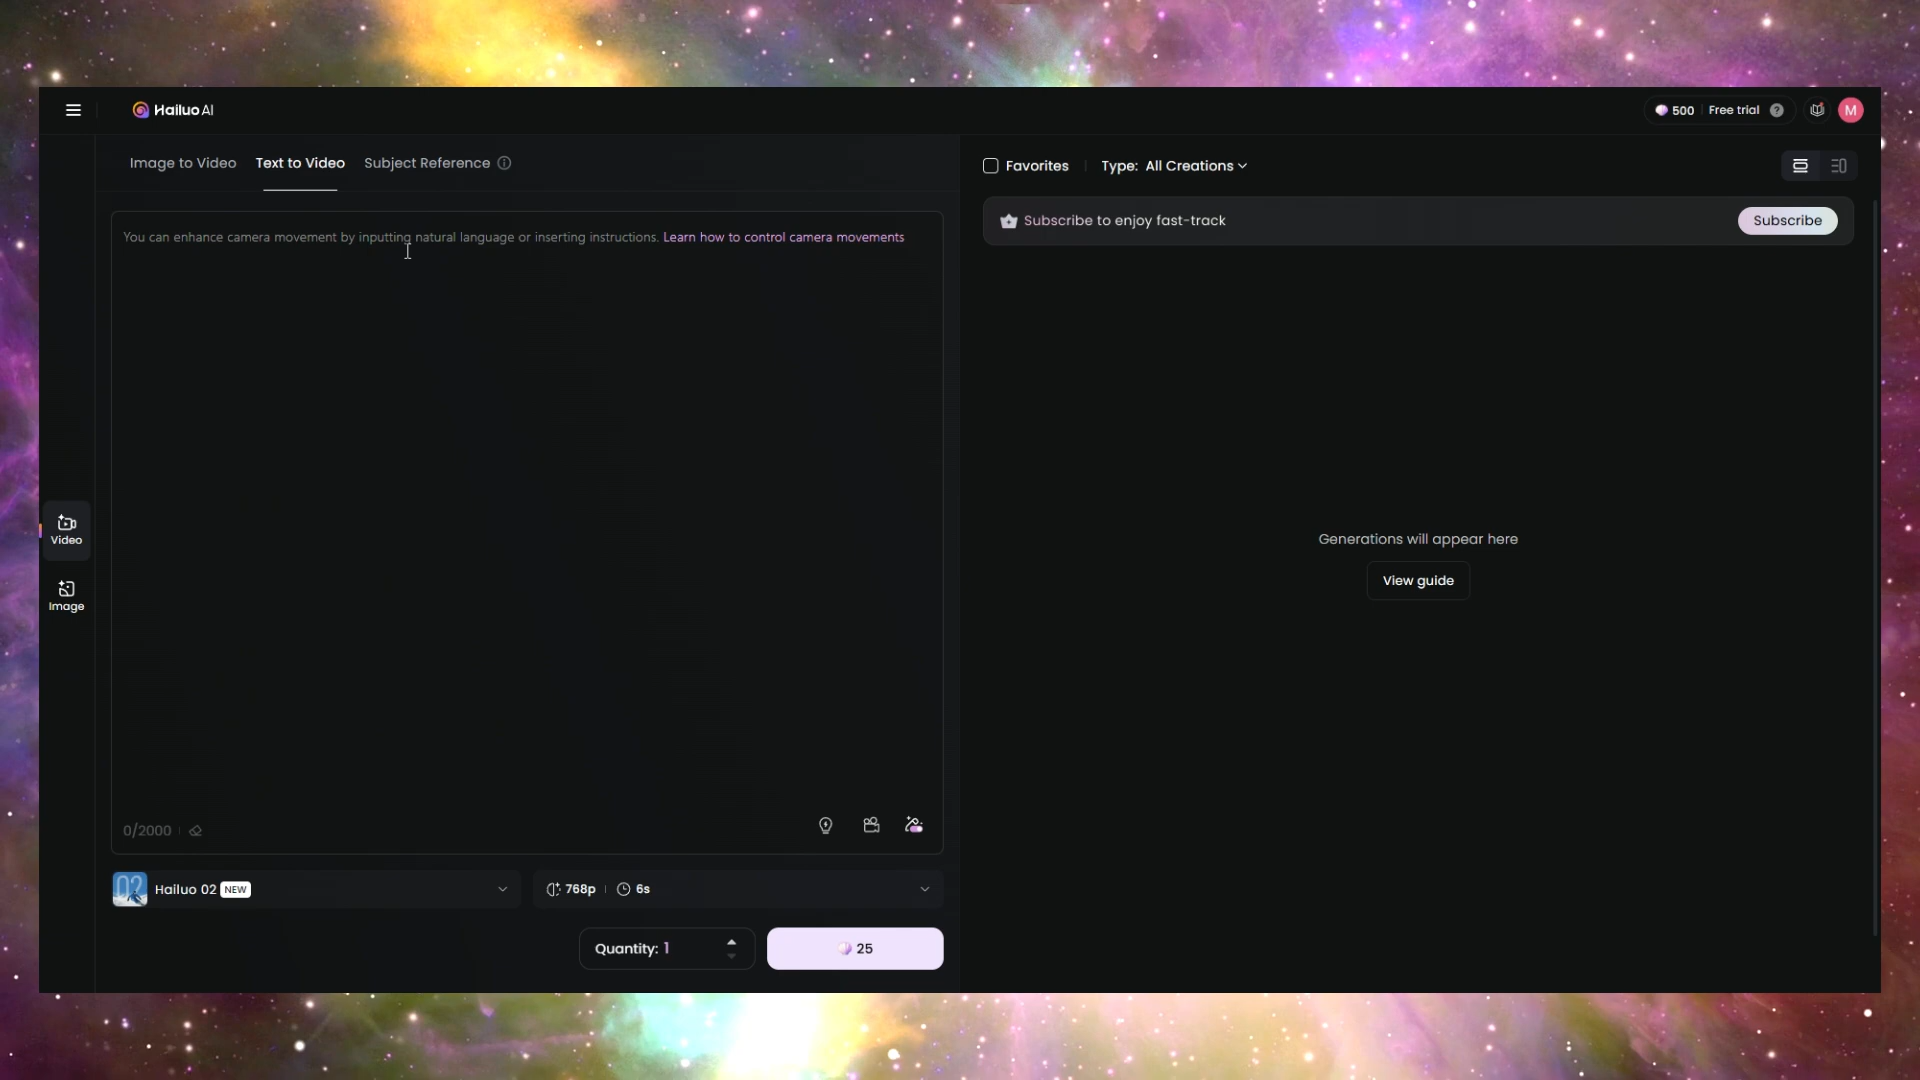 Hailuo AI
500
Free trial
?
M
Image to Video
Text to Video
Subject Reference
Favorites
Type: All Creations
You can enhance camera movement by inputting natural language or inserting instructions. Learn how to control camera movements
Subscribe to enjoy fast-track
Subscribe
Video
Image
Generations will appear here
View guide
0/2000
02
Hailuo 02 NEW
768p
6s
Quantity: 1
25